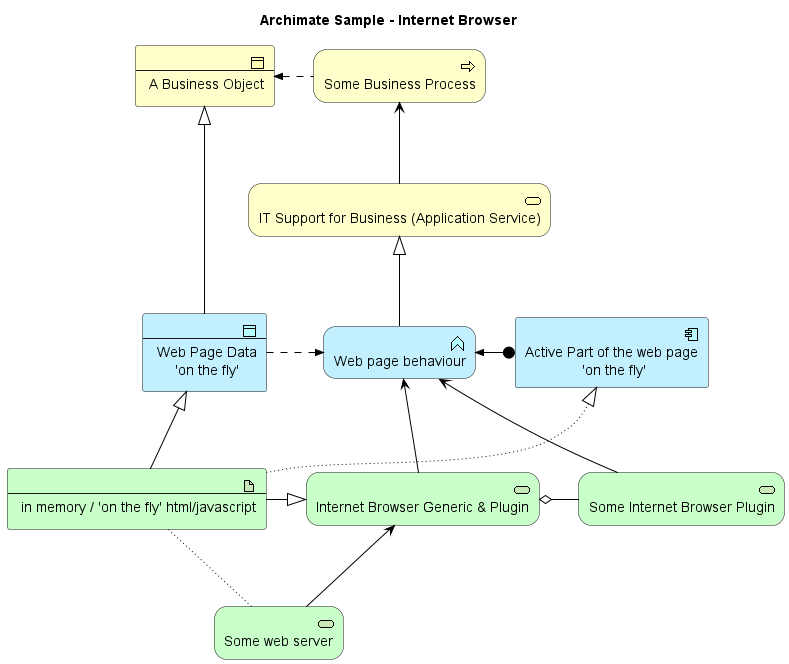 Archimate Sample - Internet Browser
A Business Object
Some Business Process
IT Support for Business (Application Service)
Web Page Data
'on the fly'
Web page behaviour
Active Part of the web page
'on the fly'
in memory / 'on the fly' html/javascript
Internet Browser Generic & Plugin
Some Internet Browser Plugin
Some web server